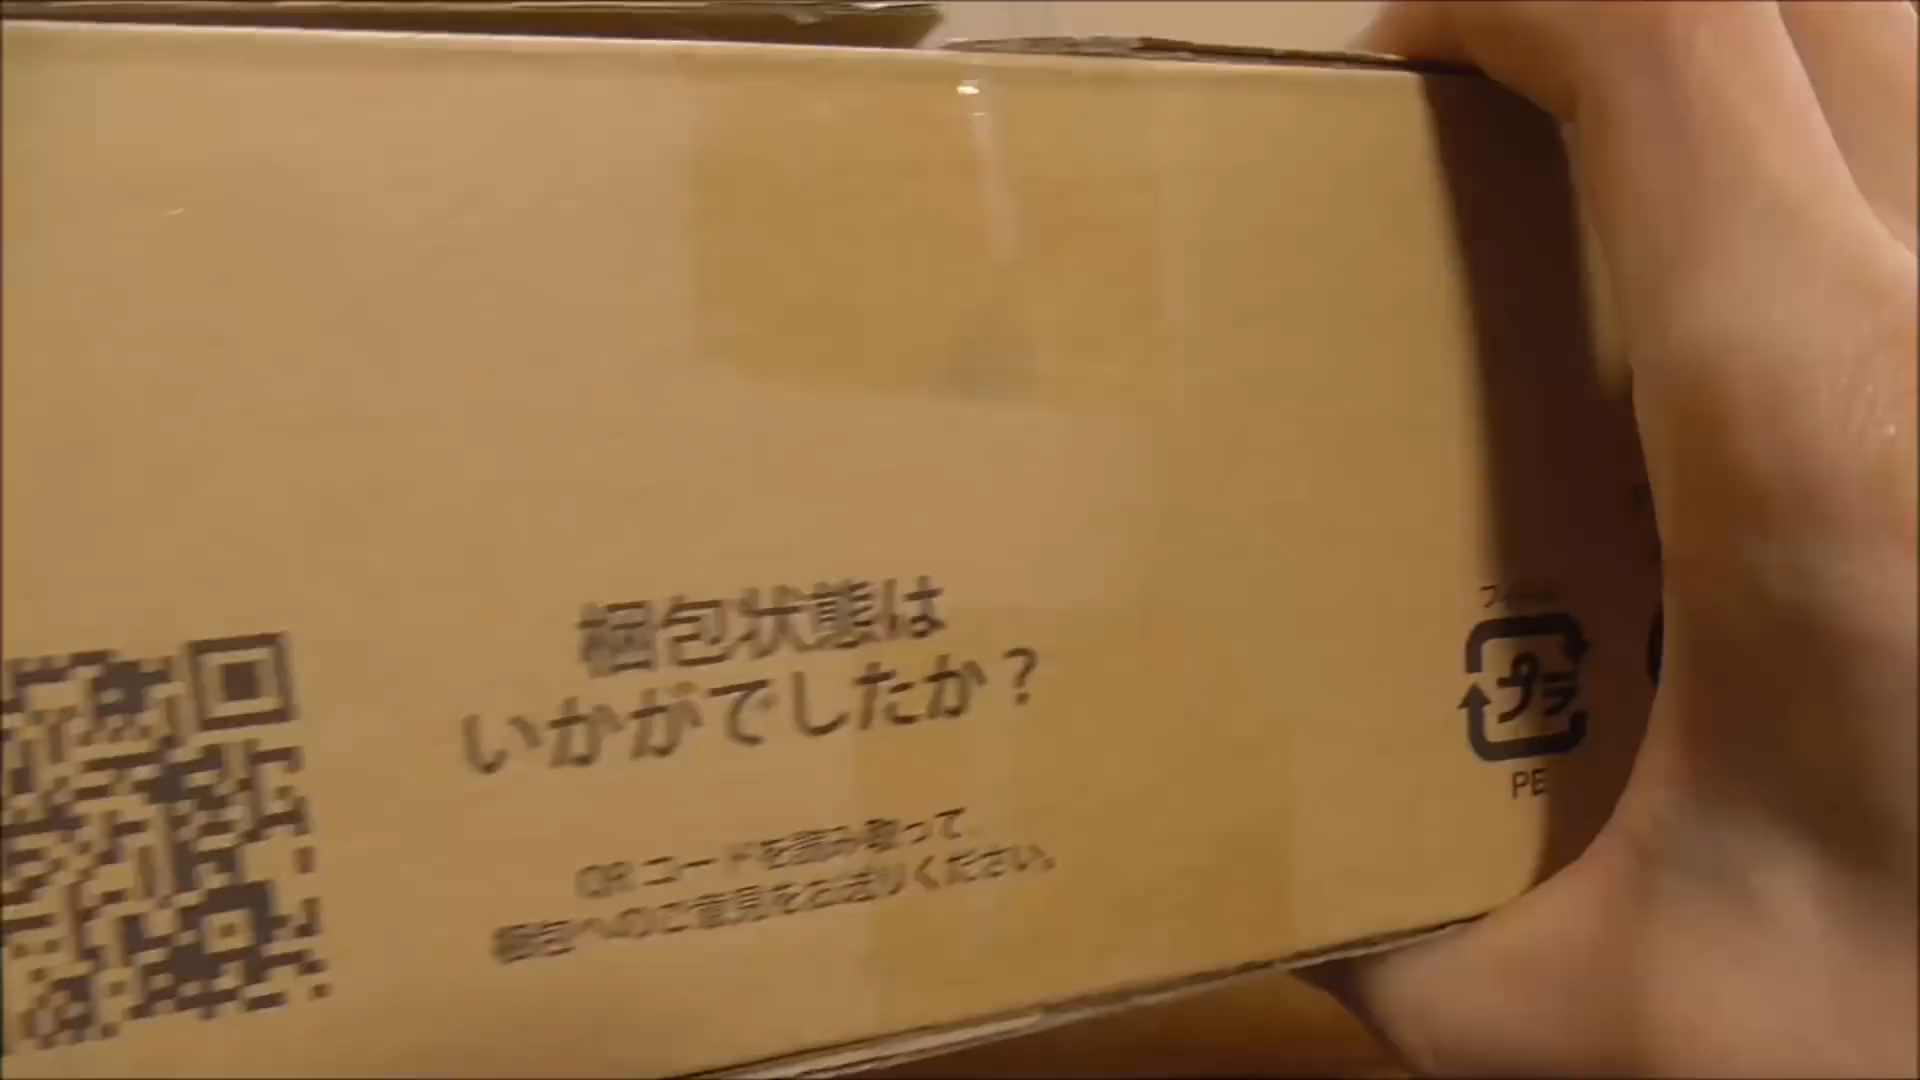 梱包状態は
いかがでしたか？
QRコードを読み取って、
梱包へのご意見をお送りください。
プラ
PE